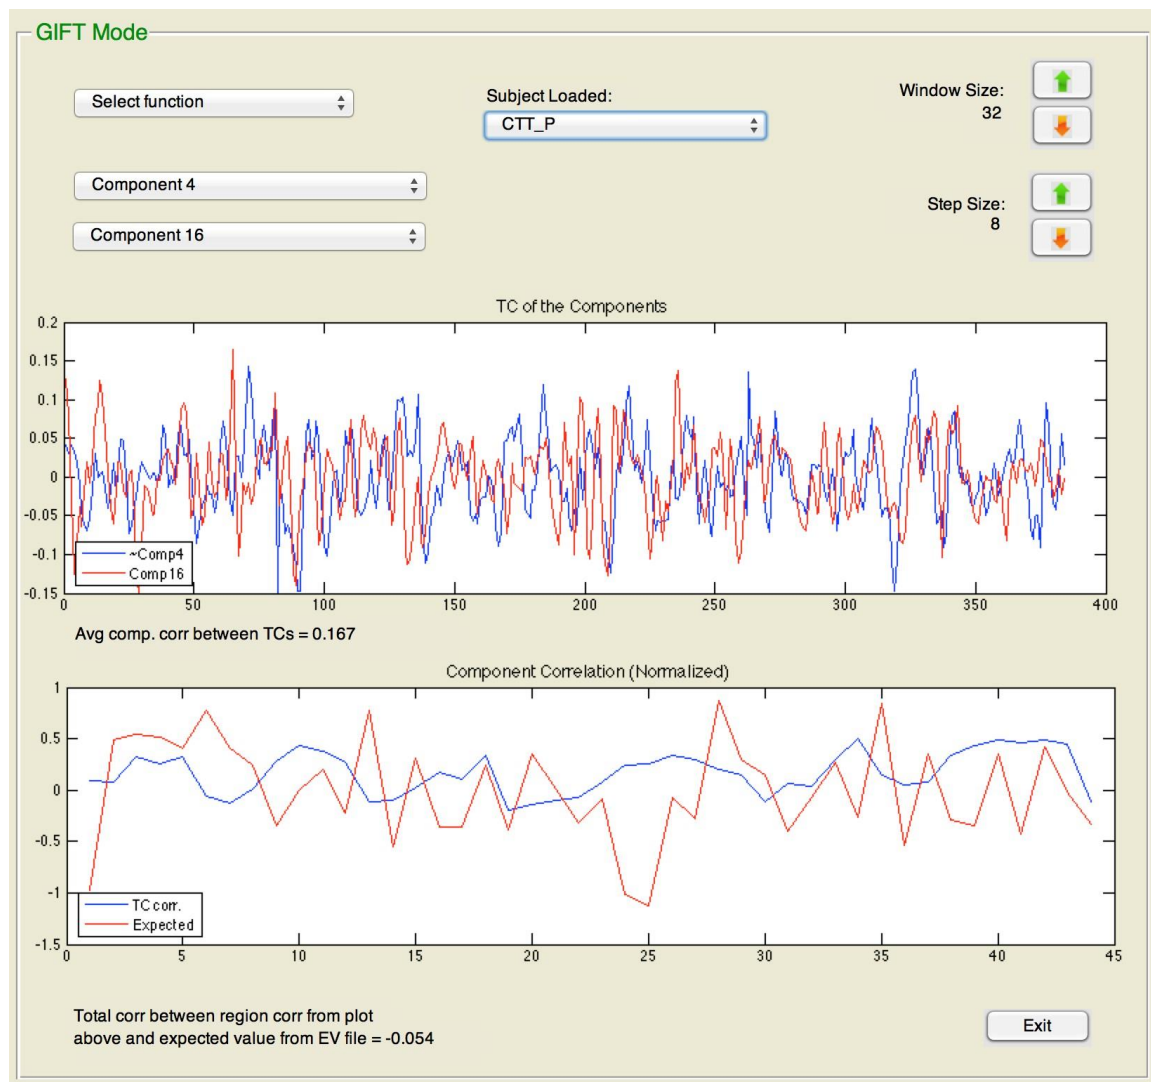 GIFT Mode
Select function
Subject Loaded:
CTT_P
Window Size:
32
Component 4
Component 16
Step Size:
8
TC of the Components
0.2
0.15
0.1
0.05
0
-0.05
-0.1
-0.15
~Comp4
Comp16
0 50 100 150 200 250 300 350 400
Avg comp. corr between TCs = 0.167
Component Correlation (Normalized)
1
0.5
0
-0.5
-1
-1.5
TC corr.
Expected
0 5 10 15 20 25 30 35 40 45
Total corr between region corr from plot
above and expected value from EV file = -0.054
Exit